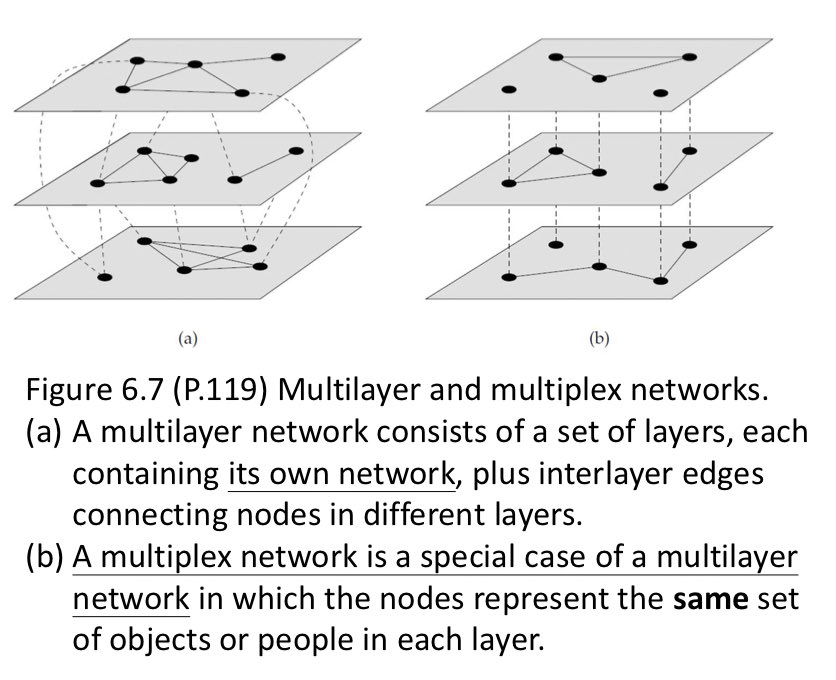 (a)
(b)
Figure 6.7 (P.119) Multilayer and multiplex networks.
(a) A multilayer network consists of a set of layers, each
containing its own network, plus interlayer edges
connecting nodes in different layers.
(b) A multiplex network is a special case of a multilayer
network in which the nodes represent the same set
of objects or people in each layer.